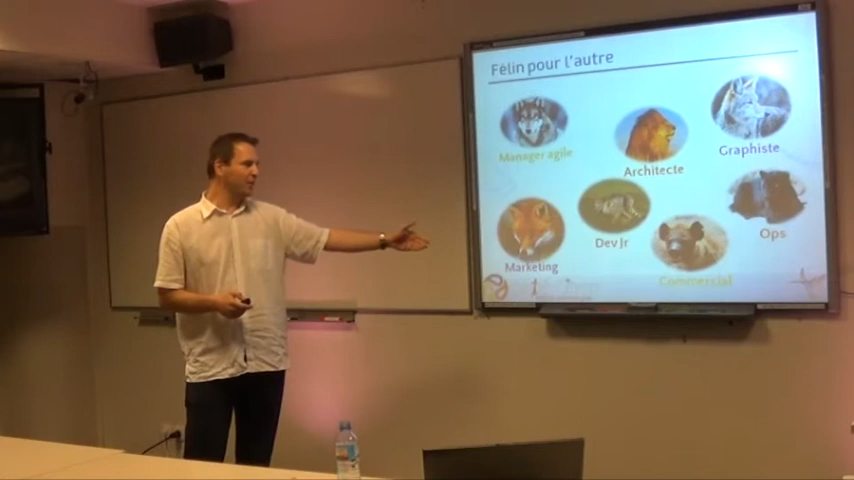 Félin pour l'autre
Manager agile
Architecte
Graphiste
Marketing
Dev Jr
Commercial
Ops